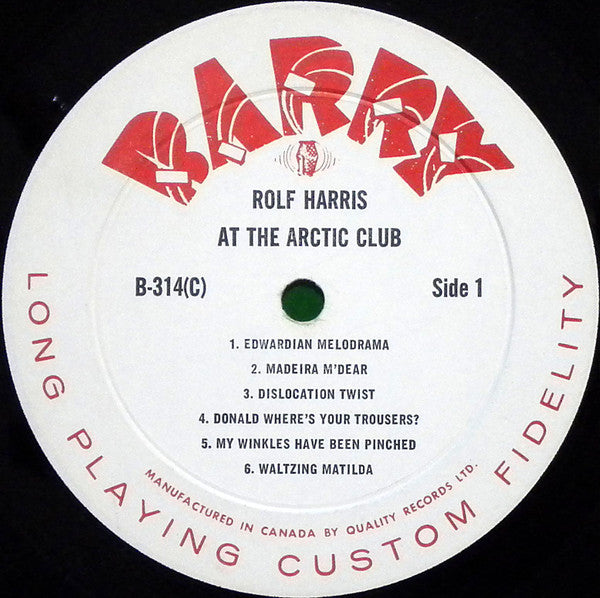 BARRY
ROLF HARRIS
AT THE ARCTIC CLUB
B-314(C)
Side 1
1. EDWARDIAN MELODRAMA
2. MADEIRA M'DEAR
3. DISLOCATION TWIST
4. DONALD WHERE'S YOUR TROUSERS?
5. MY WINKLES HAVE BEEN PINCHED
6. WALTZING MATILDA
MANUFACTURED IN CANADA BY QUALITY RECORDS LTD.
LONG PLAYING CUSTOM FIDELITY